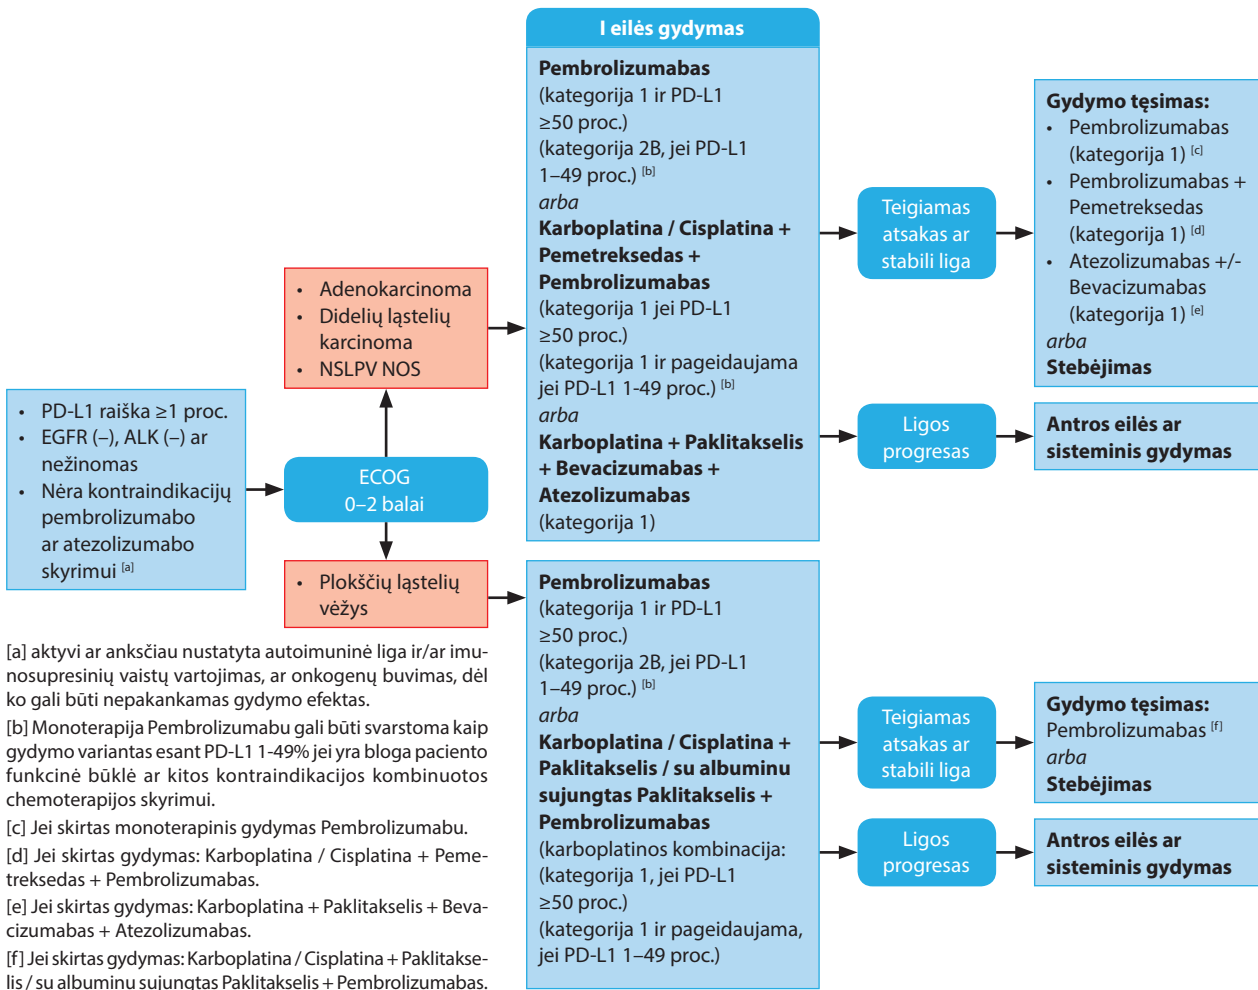 I eilės gydymas
Pembrolizumabas
(kategorija 1 ir PD-L1
≥50 proc.)
(kategorija 2B, jei PD-L1
1–49 proc.) [b]
arba
Karboplatina / Cisplatina +
Pemetreksedas +
Pembrolizumabas
(kategorija 1 jei PD-L1
≥50 proc.)
(kategorija 1 ir pageidaujama
jei PD-L1 1-49 proc.) [b]
arba
Karboplatina + Paklitakselis
+ Bevacizumabas +
Atezolizumabas
(kategorija 1)
Teigiamas
atsakas ar
stabili liga
Gydymo tęsimas:
• Pembrolizumabas
(kategorija 1) [c]
• Pembrolizumabas +
Pemetreksedas
(kategorija 1) [d]
• Atezolizumabas +/-
Bevacizumabas
(kategorija 1) [e]
arba
Stebėjimas
Ligos
progresas
Antros eilės ar
sisteminis gydymas
• Adenokarcinoma
• Didelių ląstelių
karcinoma
• NSLPV NOS
• PD-L1 raiška ≥1 proc.
• EGFR (–), ALK (–) ar
nežinomas
• Nėra kontraindikacijų
pembrolizumabo
ar atezolizumabo
skyrimui [a]
ECOG
0–2 balai
• Plokščių ląstelių
vėžys
Pembrolizumabas
(kategorija 1 ir PD-L1
≥50 proc.)
(kategorija 2B, jei PD-L1
1–49 proc.) [b]
arba
Karboplatina / Cisplatina +
Paklitakselis / su albuminu
sujungtas Paklitakselis +
Pembrolizumabas
(karboplatinos kombinacija:
(kategorija 1, jei PD-L1
≥50 proc.)
(kategorija 1 ir pageidaujama,
jei PD-L1 1–49 proc.)
Teigiamas
atsakas ar
stabili liga
Gydymo tęsimas:
Pembrolizumabas [f]
arba
Stebėjimas
Ligos
progresas
Antros eilės ar
sisteminis gydymas
[a] aktyvi ar anksčiau nustatyta autoimuninė liga ir/ar imu-
nosupresinių vaistų vartojimas, ar onkogenų buvimas, dėl
ko gali būti nepakankamas gydymo efektas.
[b] Monoterapija Pembrolizumabu gali būti svarstoma kaip
gydymo variantas esant PD-L1 1-49% jei yra bloga paciento
funkcinė būklė ar kitos kontraindikacijos kombinuotos
chemoterapijos skyrimui.
[c] Jei skirtas monoterapinis gydymas Pembrolizumabu.
[d] Jei skirtas gydymas: Karboplatina / Cisplatina + Peme-
treksedas + Pembrolizumabas.
[e] Jei skirtas gydymas: Karboplatina + Paklitakselis + Beva-
cizumabas + Atezolizumabas.
[f] Jei skirtas gydymas: Karboplatina / Cisplatina + Paklitakse-
lis / su albuminu sujungtas Paklitakselis + Pembrolizumabas.